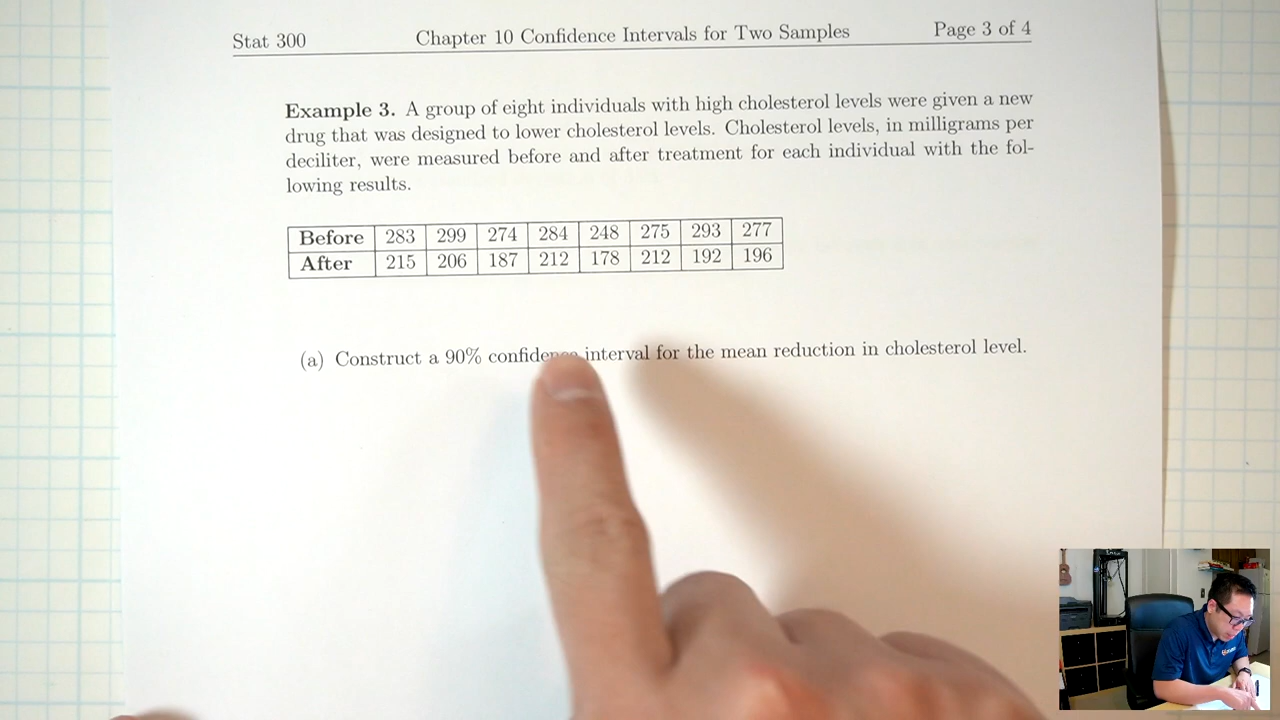 Stat 300 Chapter 10 Confidence Intervals for Two Samples Page 3 of 4
Example 3. A group of eight individuals with high cholesterol levels were given a new
drug that was designed to lower cholesterol levels. Cholesterol levels, in milligrams per
deciliter, were measured before and after treatment for each individual with the fol-
lowing results.
Before 283 299 274 284 248 275 293 277
After 215 206 187 212 178 212 192 196
(a) Construct a 90% confidence interval for the mean reduction in cholesterol level.